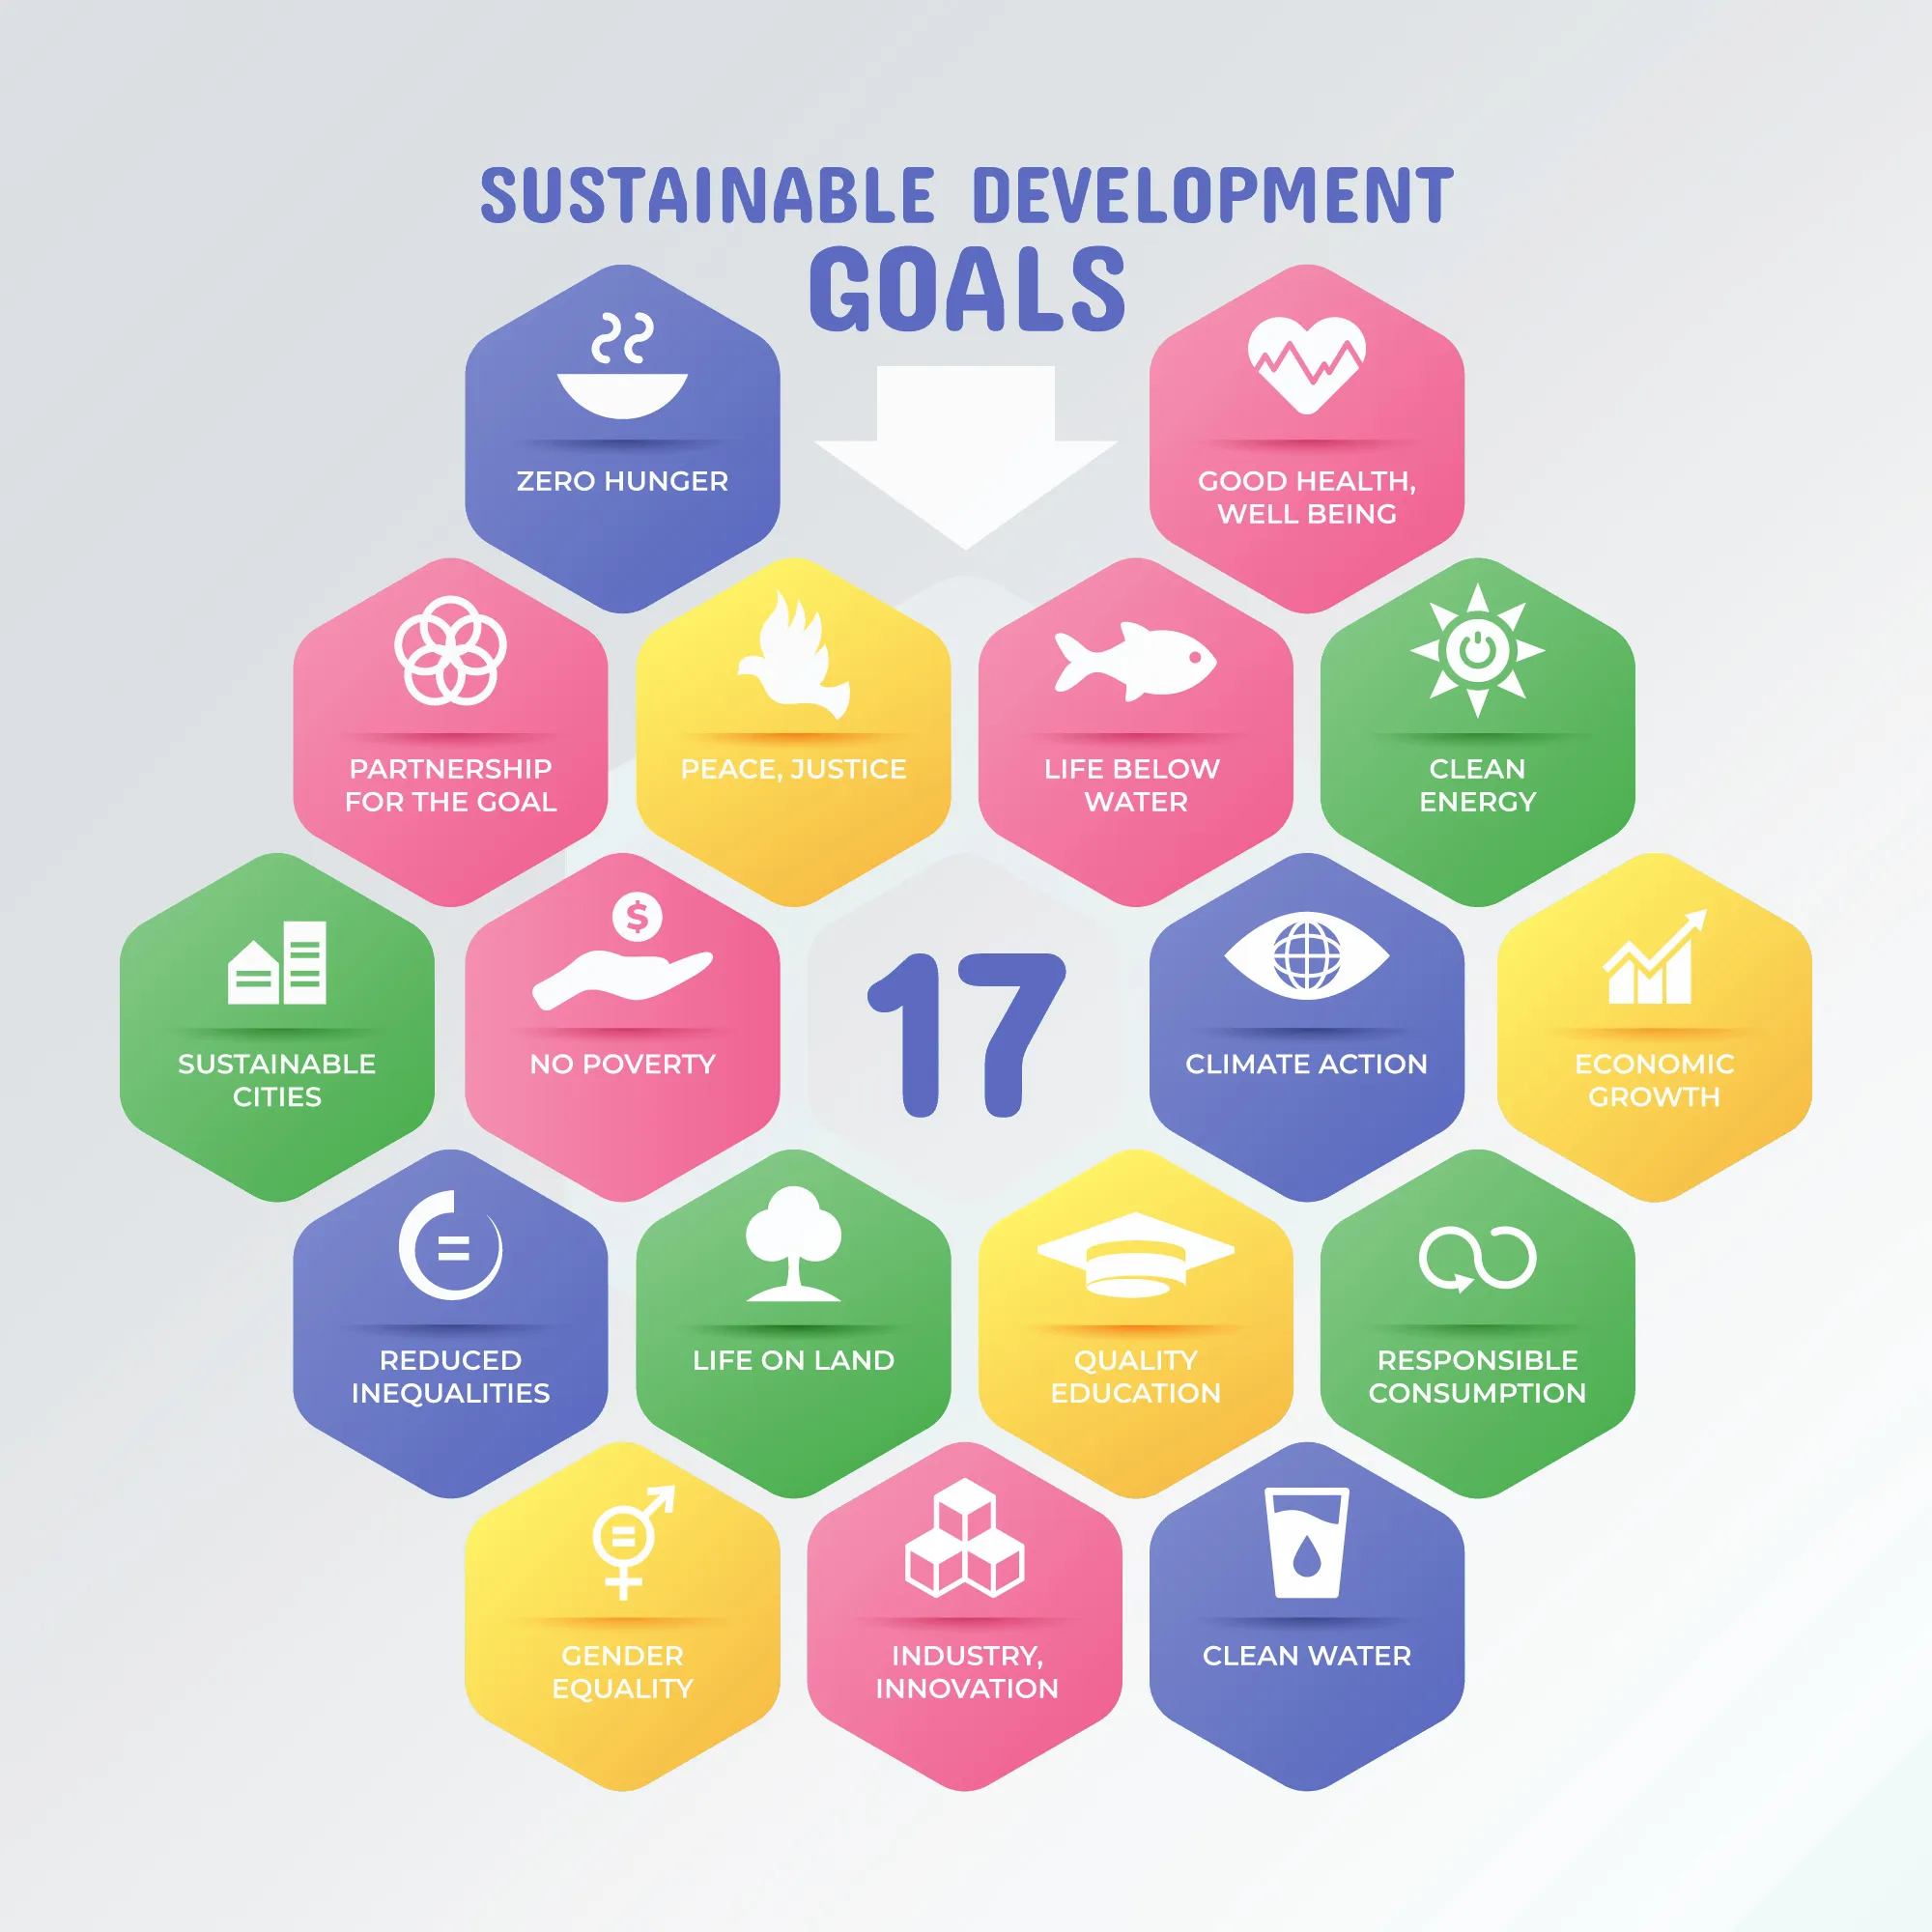 SUSTAINABLE DEVELOPMENT
GOALS
ZERO HUNGER
GOOD HEALTH,
WELL BEING
PARTNERSHIP
FOR THE GOAL
PEACE, JUSTICE
LIFE BELOW
WATER
CLEAN
ENERGY
SUSTAINABLE
CITIES
$
NO POVERTY
17
CLIMATE ACTION
ECONOMIC
GROWTH
REDUCED
INEQUALITIES
LIFE ON LAND
QUALITY
EDUCATION
RESPONSIBLE
CONSUMPTION
GENDER
EQUALITY
INDUSTRY,
INNOVATION
CLEAN WATER